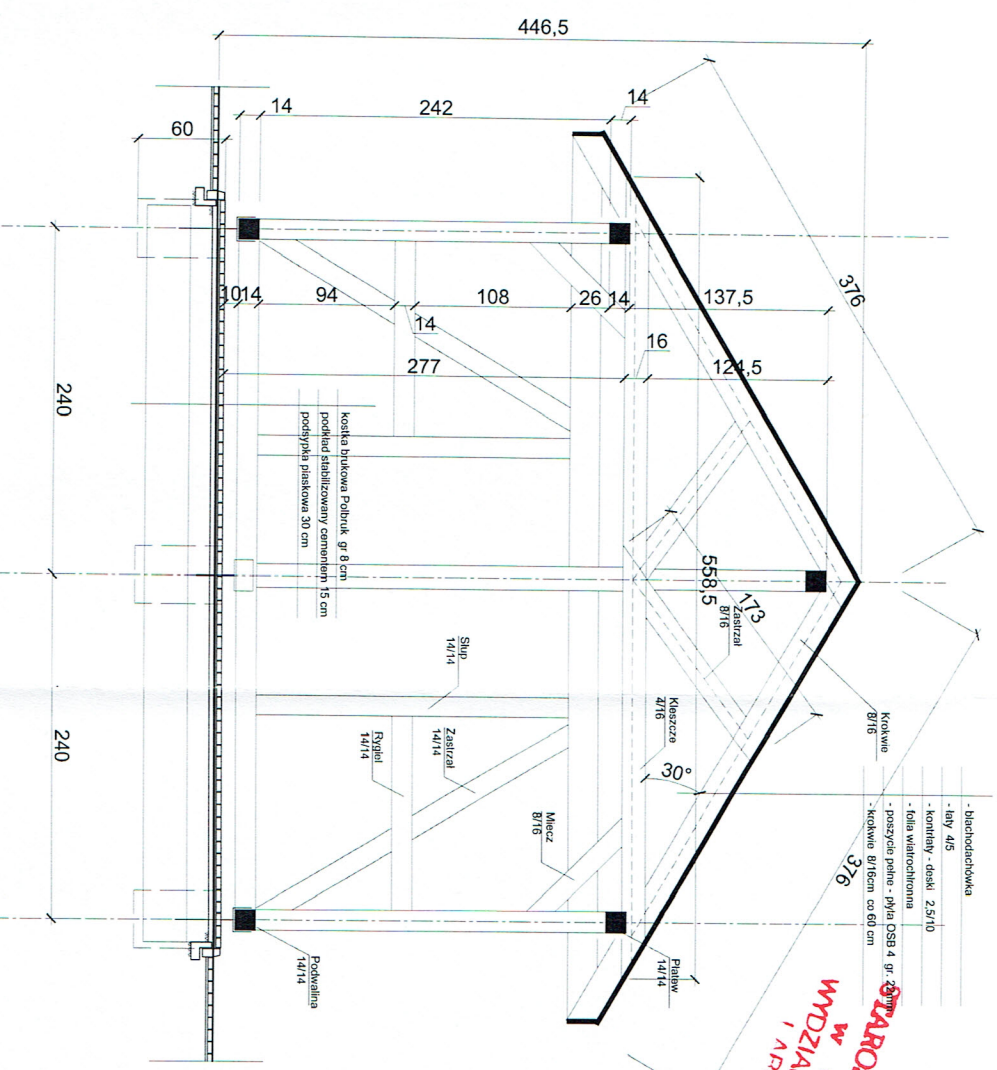 446,5
14
242
14
60
376
1014
94
108
26
14
137,5
14
16
277
124,5
240
kostka brukowa Polbruk gr 8 cm
podkład stabilizowany cementem 15 cm
podsypka piaskowa 30 cm
558,5
173
Zastrzał
8/16
Słup
14/14
Kleszcze
4/16
Krokwie
8/16
240
Zastrzał
14/14
Rygiel
14/14
30°
Miecz
8/16
- blachodachówka
- łaty 4/5
- kontrłaty - deski 2,5/10
- folia wiatrochłronna
- poszycie pełne - płyta OSB 4 gr. 22mm
- krokwie 8/16cm co 60 cm
376
Płatew
14/14
Podwalina
14/14
STARO
W
WYDZIA